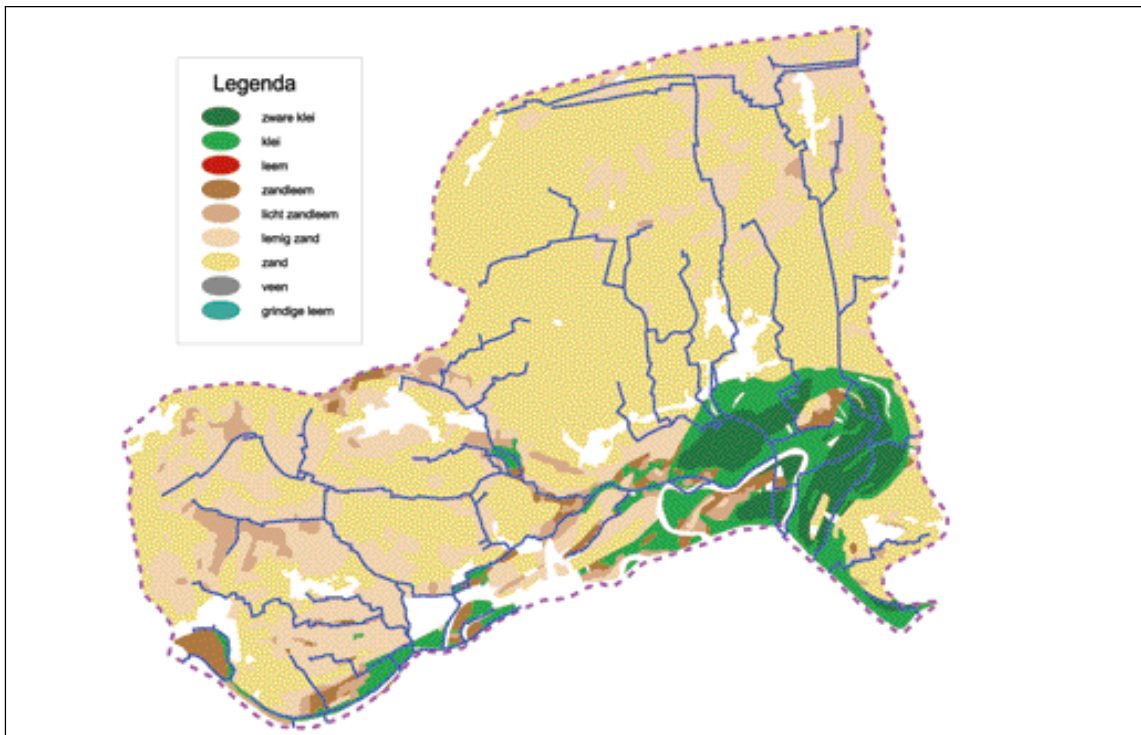 Legenda
zware klei
klei
leem
zandleem
licht zandleem
lemig zand
zand
veen
grindige leem